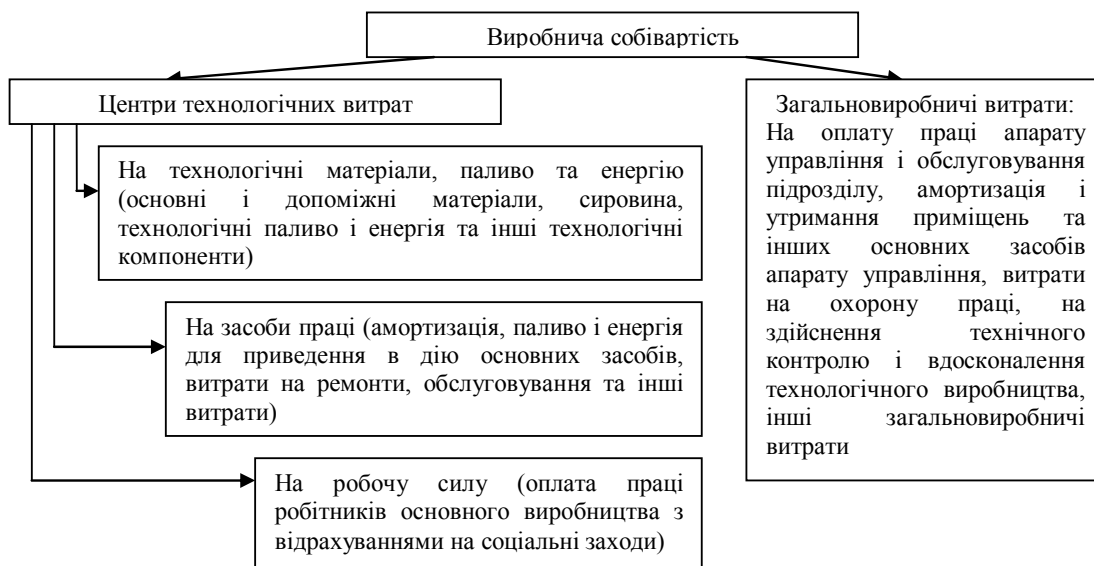 Виробнича собівартість
Центри технологічних витрат
На технологічні матеріали, паливо та енергію
(основні і допоміжні матеріали, сировина,
технологічні паливо і енергія та інші технологічні
компоненти)
На засоби праці (амортизація, паливо і енергія
для приведення в дію основних засобів,
витрати на ремонти, обслуговування та інші
витрати)
На робочу силу (оплата праці
робітників основного виробництва з
відрахуваннями на соціальні заходи)
Загальновиробничі витрати:
На оплату праці апарату
управління і обслуговування
підрозділу, амортизація і
утримання приміщень та
інших основних засобів
апарату управління, витрати
на охорону праці, на
здійснення технічного
контролю і вдосконалення
технологічного виробництва,
інші загальновиробничі
витрати